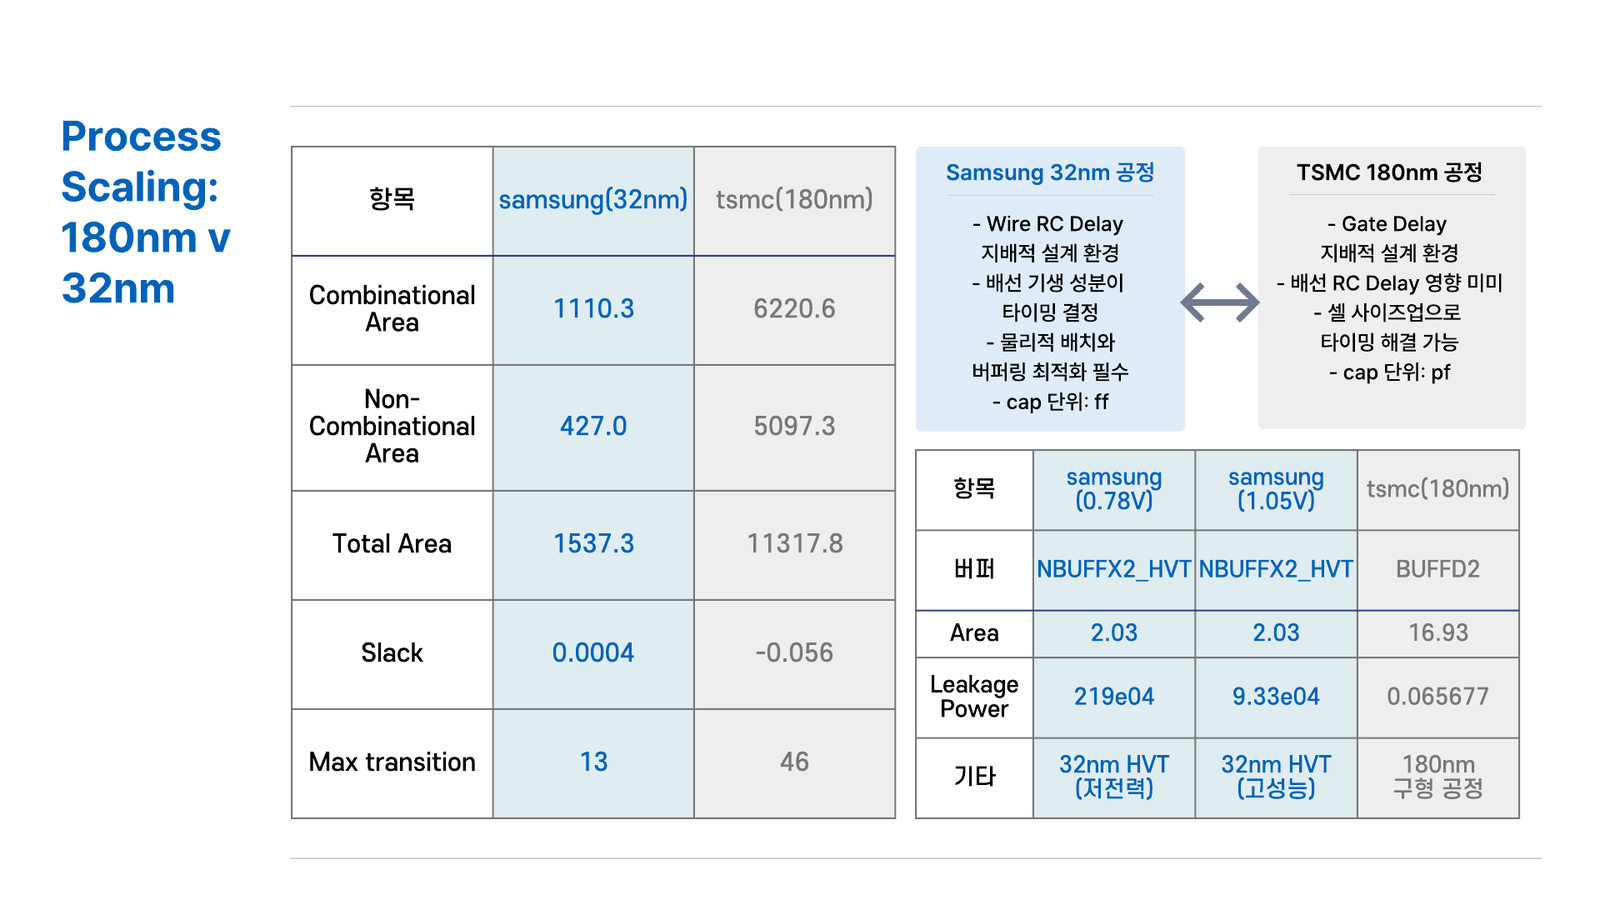 Process
Scaling:
180nm v
32nm
항목
samsung(32nm)
tsmc(180nm)
Combinational
Area
1110.3
6220.6
Non-
Combinational
Area
427.0
5097.3
Total Area
1537.3
11317.8
Slack
0.0004
-0.056
Max transition
13
46
Samsung 32nm 공정
- Wire RC Delay
지배적 설계 환경
- 배선 기생 성분이
타이밍 결정
- 물리적 배치와
버퍼링 최적화 필수
- cap 단위: ff
TSMC 180nm 공정
- Gate Delay
지배적 설계 환경
- 배선 RC Delay 영향 미미
- 셀 사이즈업으로
타이밍 해결 가능
- cap 단위: pf
항목
samsung
(0.78V)
samsung
(1.05V)
tsmc(180nm)
버퍼
NBUFFX2_HVT
NBUFFX2_HVT
BUFFD2
Area
2.03
2.03
16.93
Leakage
Power
219e04
9.33e04
0.065677
기타
32nm HVT
(저전력)
32nm HVT
(고성능)
180nm
구형 공정